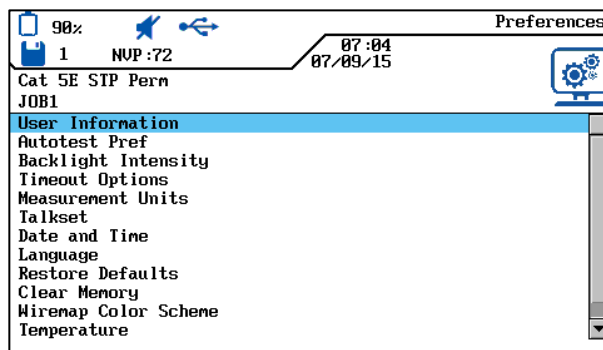 90% Preferences
1 NVP:72 07:04
07/09/15
Cat 5E STP Perm
JOB1
User Information
Autotest Pref
Backlight Intensity
Timeout Options
Measurement Units
Talkset
Date and Time
Language
Restore Defaults
Clear Memory
Wiremap Color Scheme
Temperature